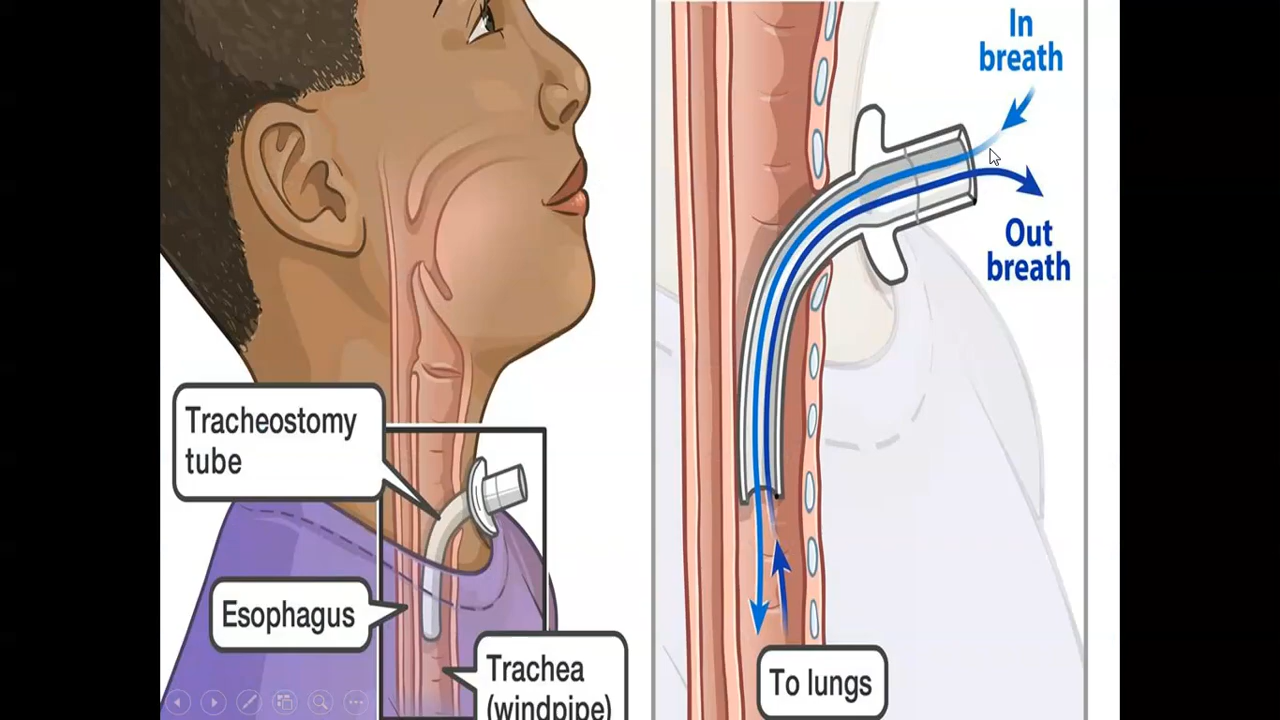 Tracheostomy
tube
Esophagus
Trachea
(windpipe)
In
breath
Out
breath
To lungs